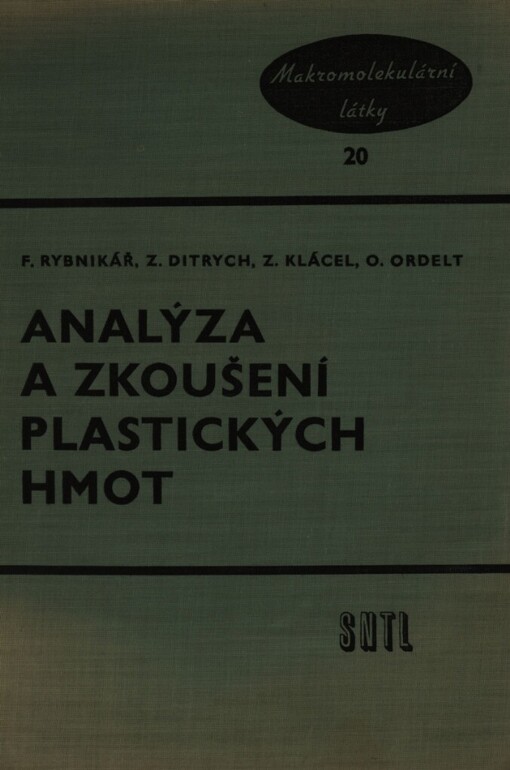 Makromolekulární
látky
20
F. RYBNIKÁŘ, Z. DITRYCH, Z. KLÁCEL, O. ORDELT
ANALÝZA
A ZKOUŠENÍ
PLASTICKÝCH
HMOT
SNTL